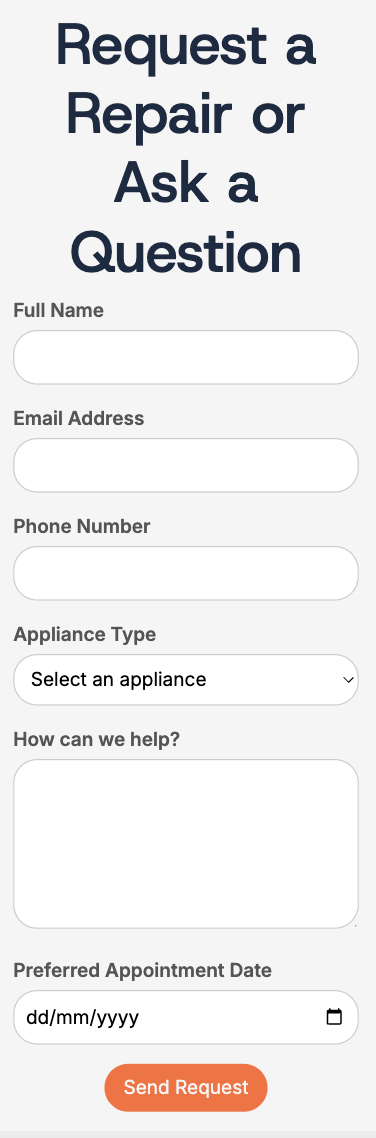 Request a
Repair or
Ask a
Question
Full Name
Email Address
Phone Number
Appliance Type
Select an appliance
How can we help?
Preferred Appointment Date
dd/mm/yyyy
Send Request